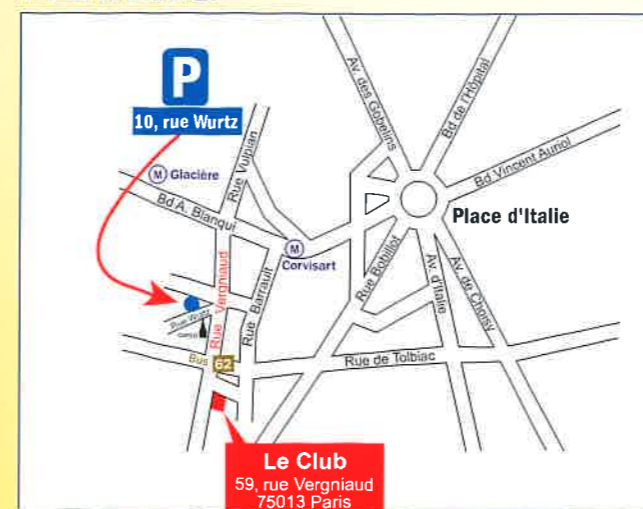 P
10, rue Wurtz
Av. des Gobelins
Bd de l'Hôpital
Rue Vulpian
M Glacière
Bd Vincent Auriol
Bd A. Blanqui
Place d'Italie
M
Corvisart
Rue Vergniaud
Rue Barrault
Rue Bobillot
Av. d'Italie
Av. de Choisy
Rue Wurtz
Bus 62
Rue de Tolbiac
Le Club
59, rue Vergniaud
75013 Paris